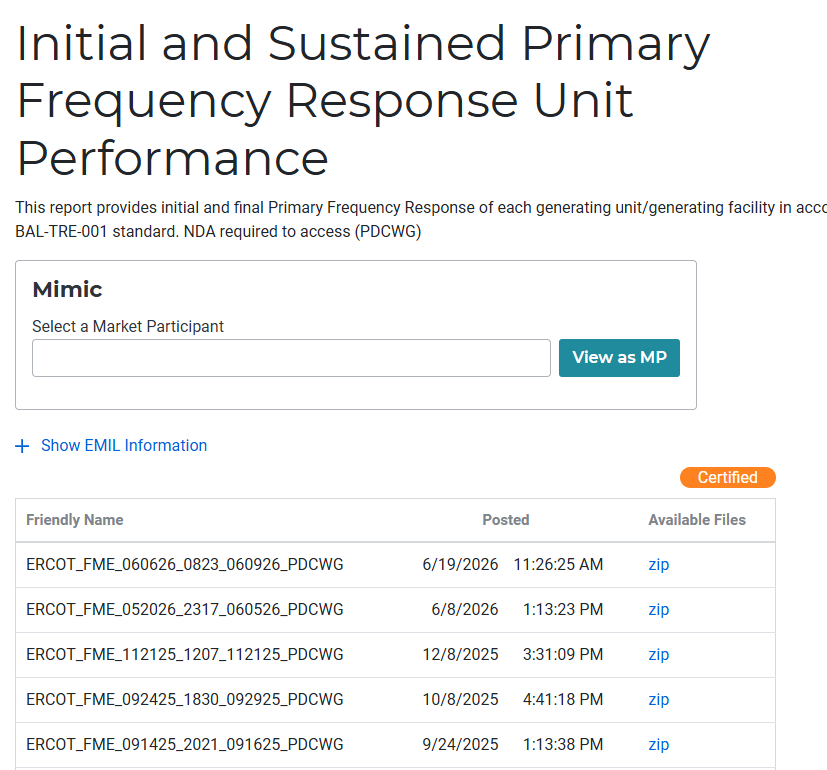 Initial and Sustained Primary
Frequency Response Unit
Performance
This report provides initial and final Primary Frequency Response of each generating unit/generating facility in acco
BAL-TRE-001 standard. NDA required to access (PDCWG)
Mimic
Select a Market Participant
View as MP
+ Show EMIL Information
Certified
Friendly Name Posted Available Files
ERCOT_FME_060626_0823_060926_PDCWG 6/19/2026 11:26:25 AM zip
ERCOT_FME_052026_2317_060526_PDCWG 6/8/2026 1:13:23 PM zip
ERCOT_FME_112125_1207_112125_PDCWG 12/8/2025 3:31:09 PM zip
ERCOT_FME_092425_1830_092925_PDCWG 10/8/2025 4:41:18 PM zip
ERCOT_FME_091425_2021_091625_PDCWG 9/24/2025 1:13:38 PM zip